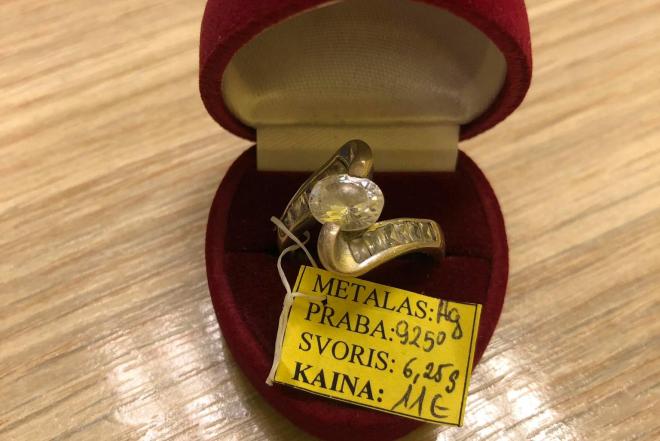 METALAS: Ag
PRABA: 925°
SVORIS: 6,25g
KAINA: 11€